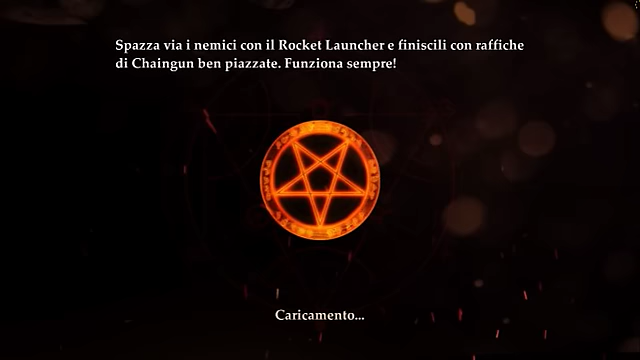 Spazza via i nemici con il Rocket Launcher e finiscili con raffiche
di Chaingun ben piazzate. Funziona sempre!
Caricamento...